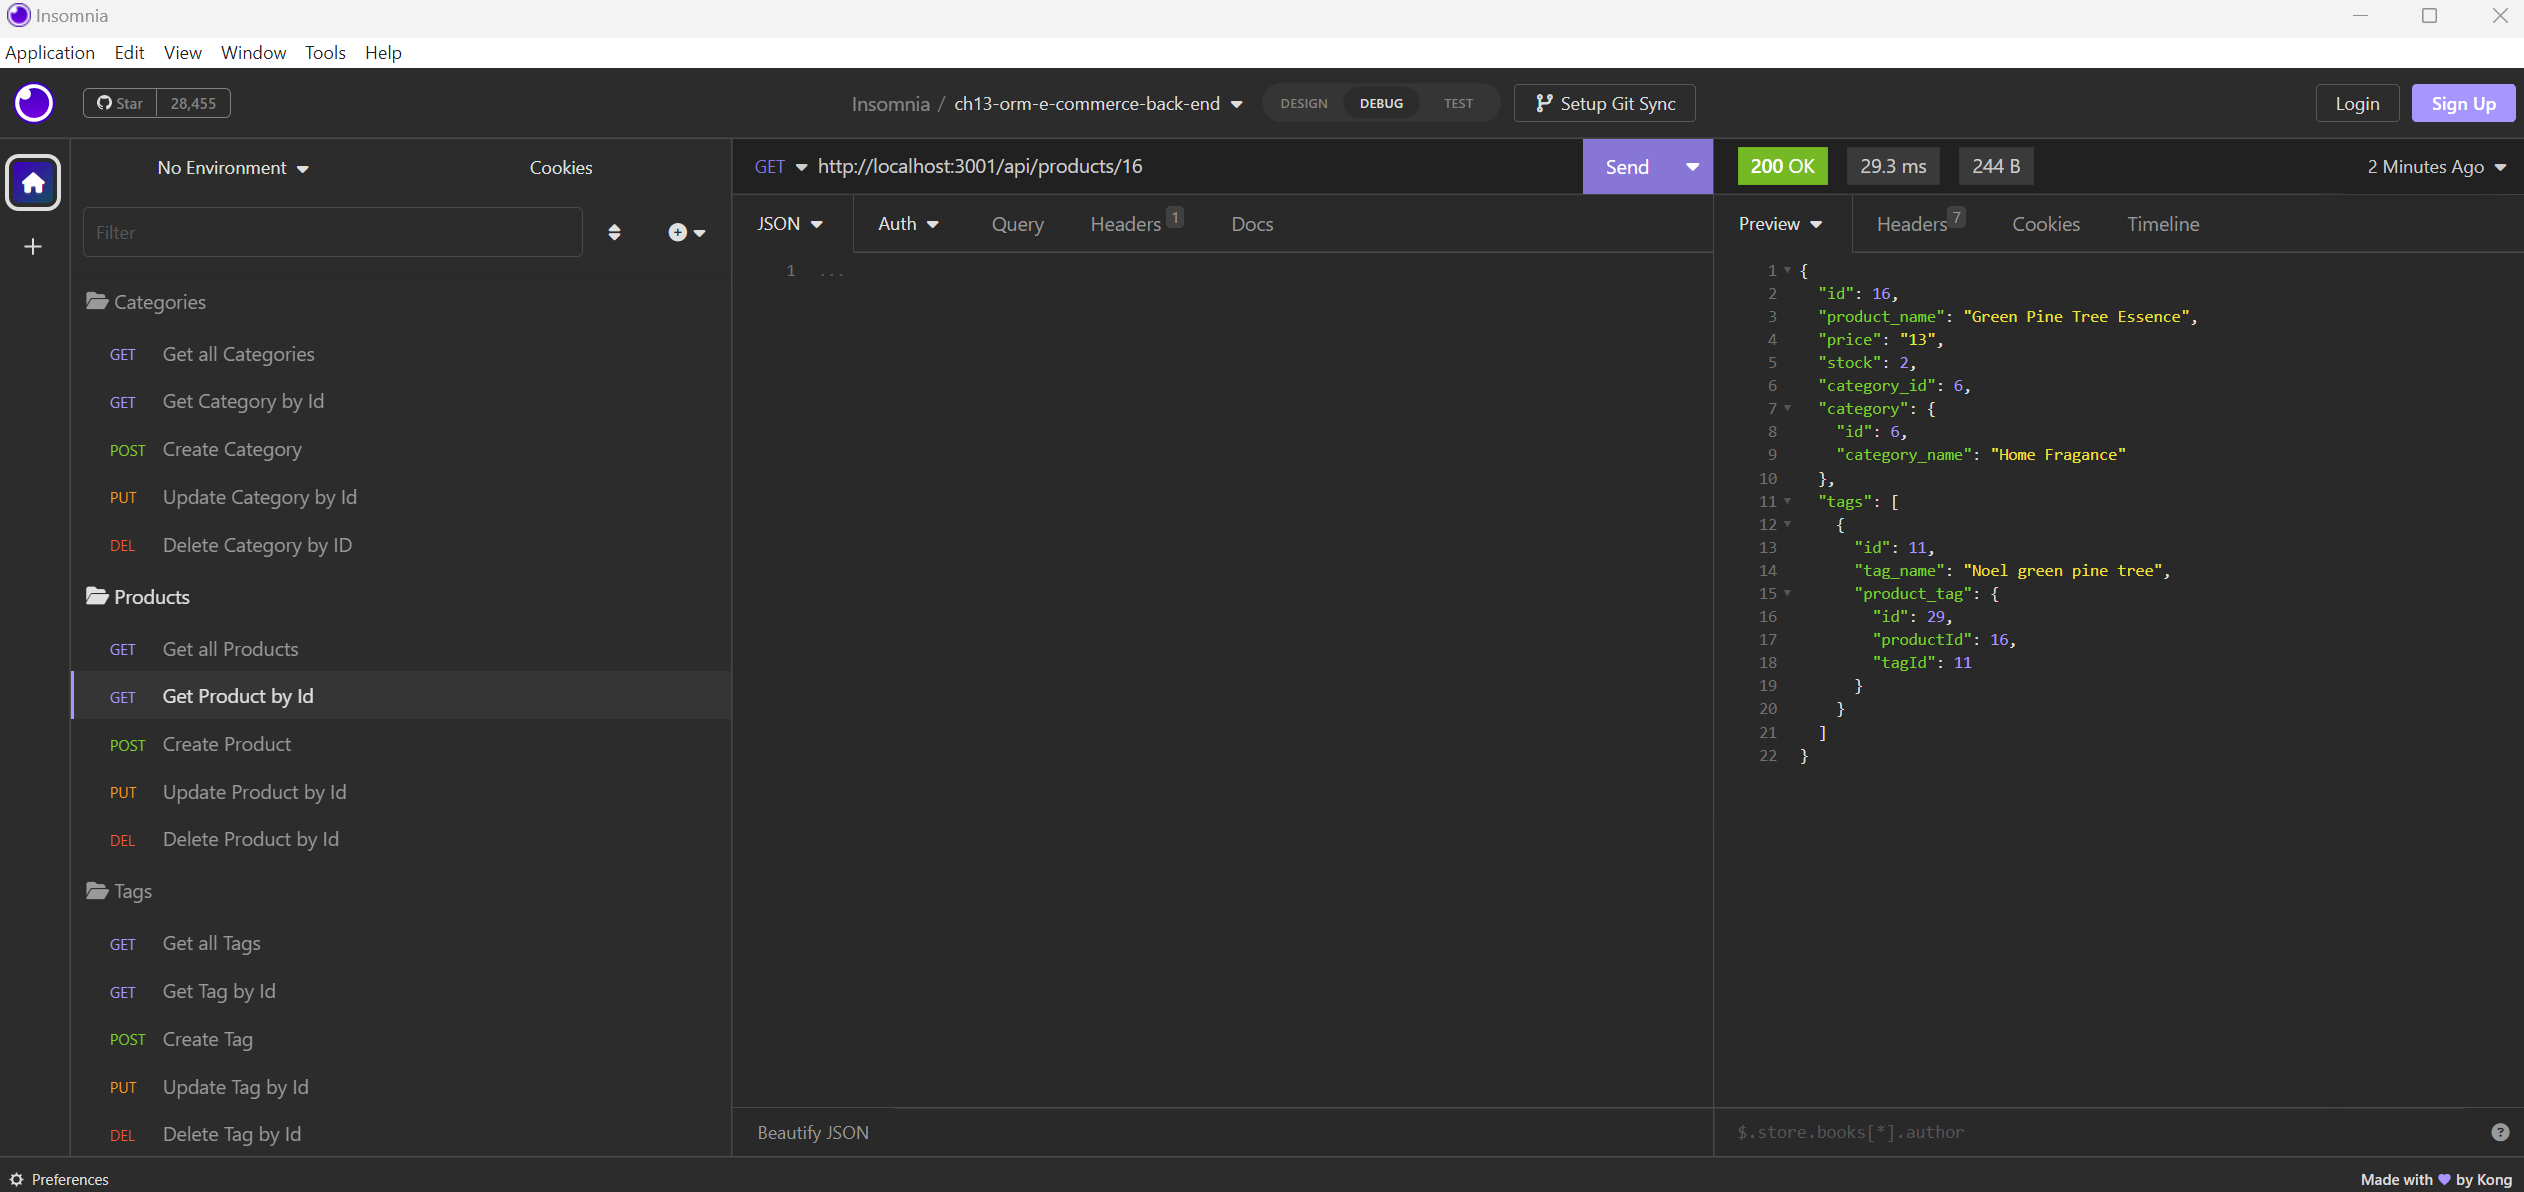 Insomnia
Application Edit View Window Tools Help
Star 28,455
Insomnia / ch13-orm-e-commerce-back-end
DESIGN DEBUG TEST
Setup Git Sync
Login Sign Up
No Environment Cookies
Filter
Categories
GET Get all Categories
GET Get Category by Id
POST Create Category
PUT Update Category by Id
DEL Delete Category by ID
Products
GET Get all Products
GET Get Product by Id
POST Create Product
PUT Update Product by Id
DEL Delete Product by Id
Tags
GET Get all Tags
GET Get Tag by Id
POST Create Tag
PUT Update Tag by Id
DEL Delete Tag by Id
GET http://localhost:3001/api/products/16 Send
JSON Auth Query Headers 1 Docs
1 ...
Beautify JSON
200 OK 29.3 ms 244 B 2 Minutes Ago
Preview Headers 7 Cookies Timeline
1 {
2 "id": 16,
3 "product_name": "Green Pine Tree Essence",
4 "price": "13",
5 "stock": 2,
6 "category_id": 6,
7 "category": {
8 "id": 6,
9 "category_name": "Home Fragance"
10 },
11 "tags": [
12 {
13 "id": 11,
14 "tag_name": "Noel green pine tree",
15 "product_tag": {
16 "id": 29,
17 "productId": 16,
18 "tagId": 11
19 }
20 }
21 ]
22 }
$.store.books[*].author ?
Preferences
Made with 💜 by Kong